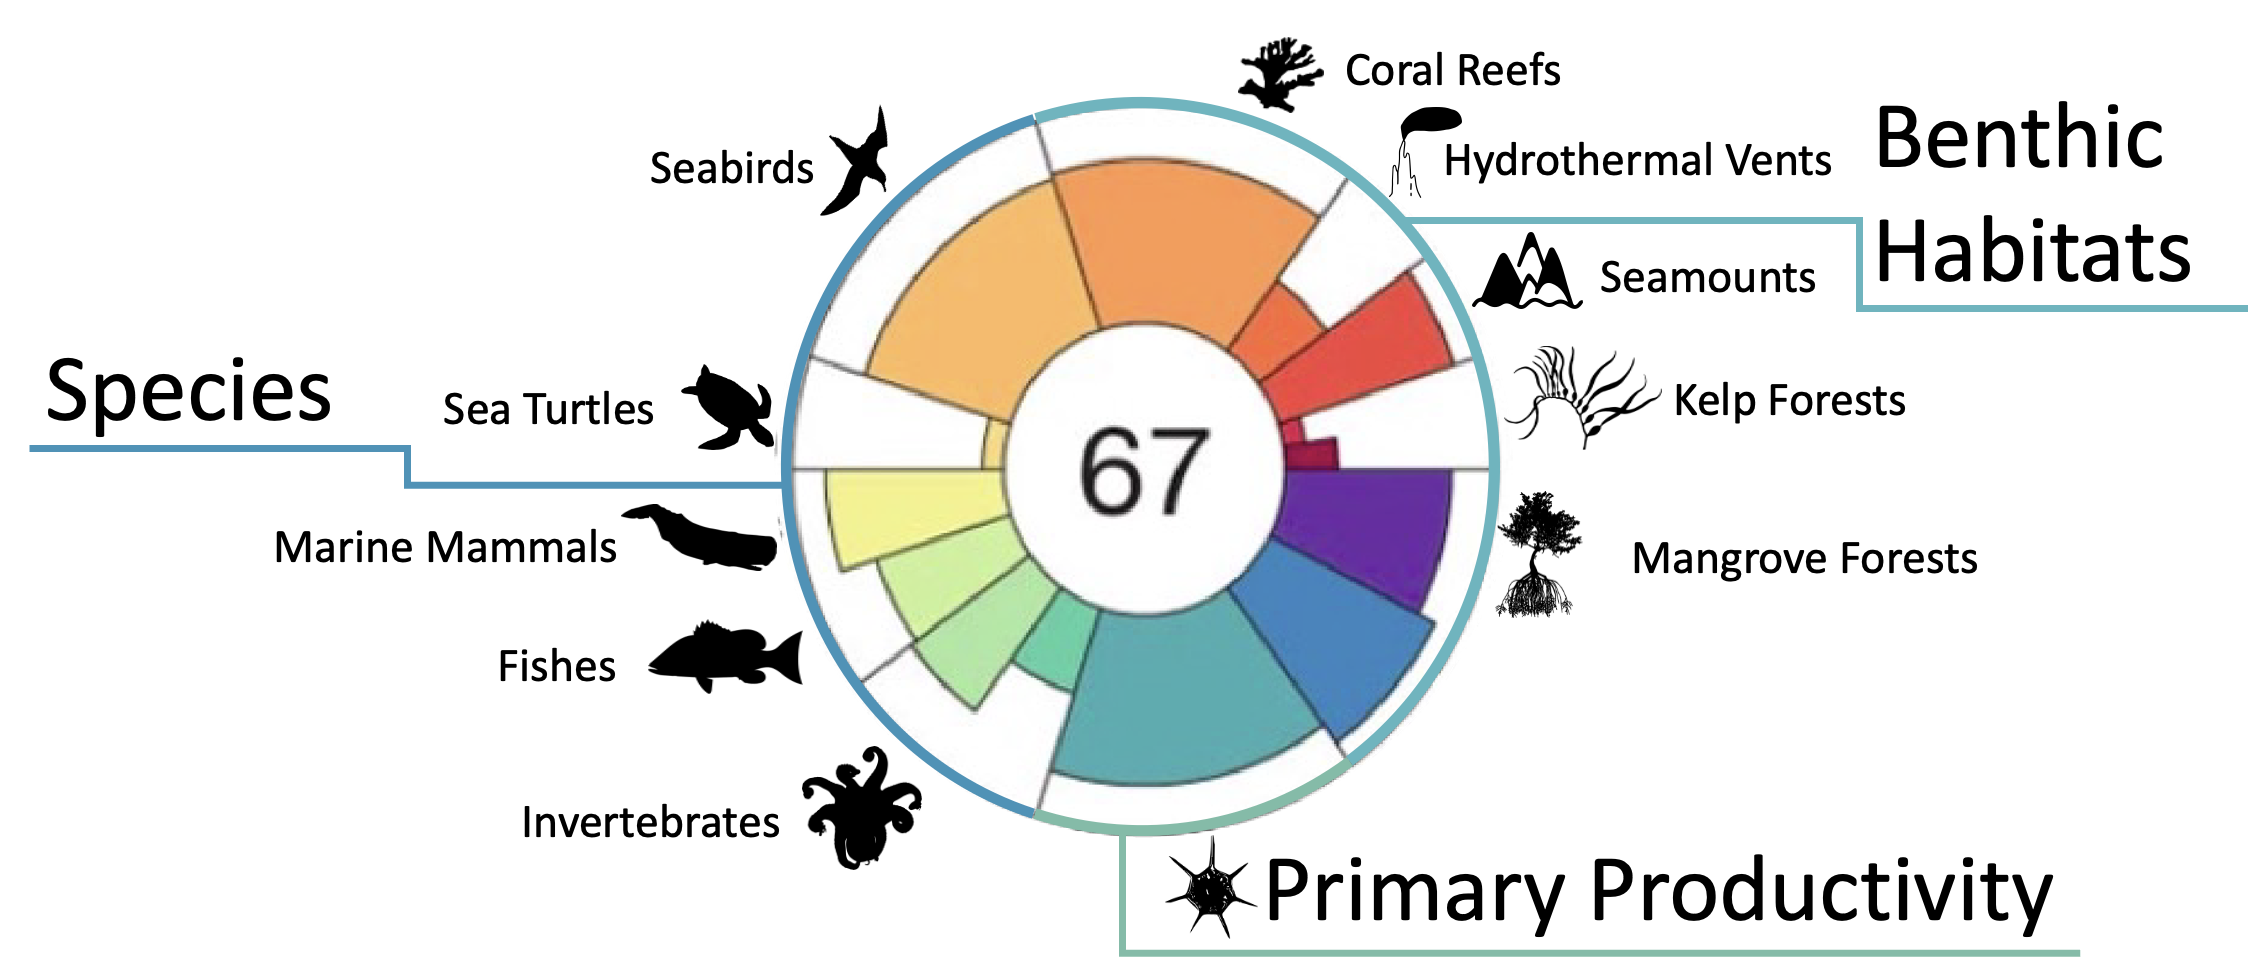 Coral Reefs
Hydrothermal Vents
Benthic
Habitats
Seabirds
Seamounts
Species
Sea Turtles
Kelp Forests
67
Marine Mammals
Mangrove Forests
Fishes
Invertebrates
Primary Productivity